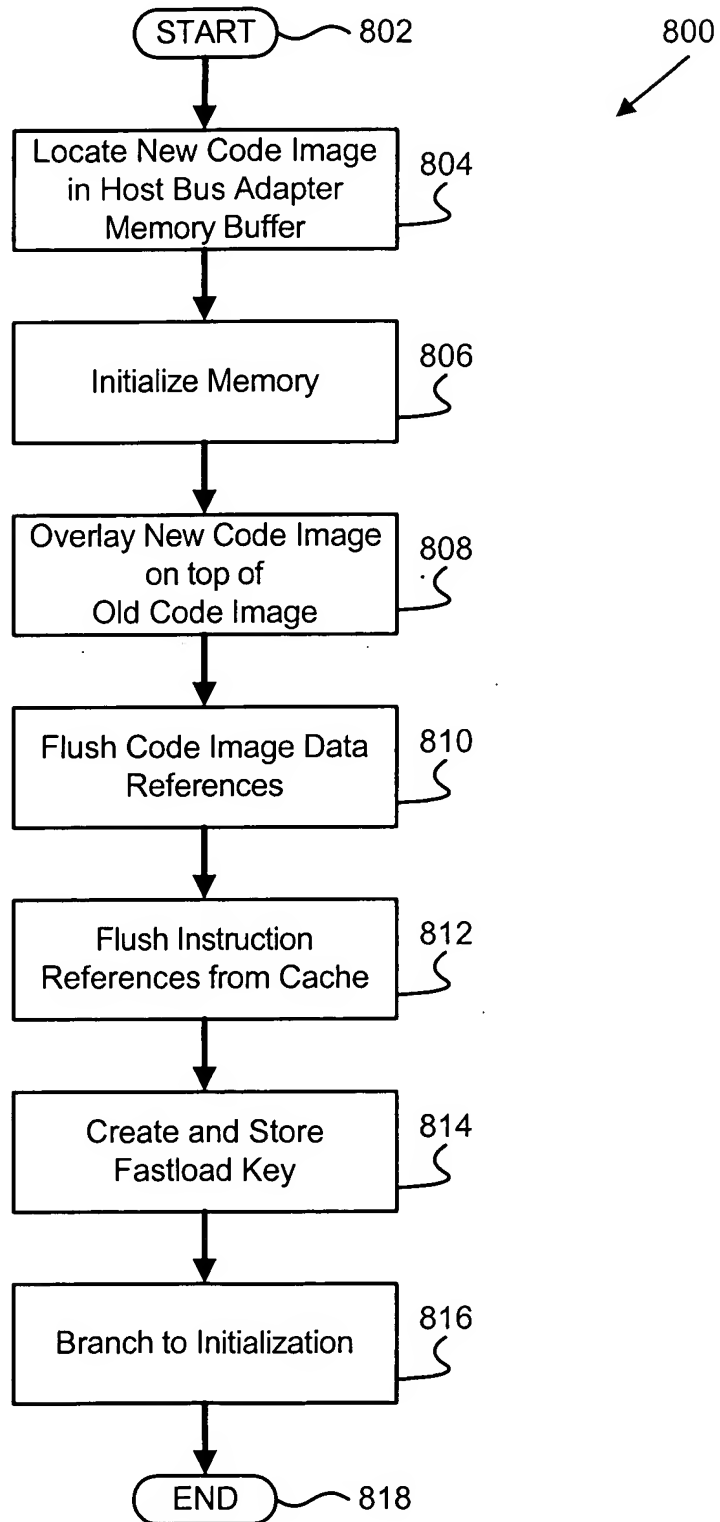 START
802
800
Locate New Code Image
in Host Bus Adapter
Memory Buffer
804
Initialize Memory
806
Overlay New Code Image
on top of
Old Code Image
808
Flush Code Image Data
References
810
Flush Instruction
References from Cache
812
Create and Store
Fastload Key
814
Branch to Initialization
816
END
818